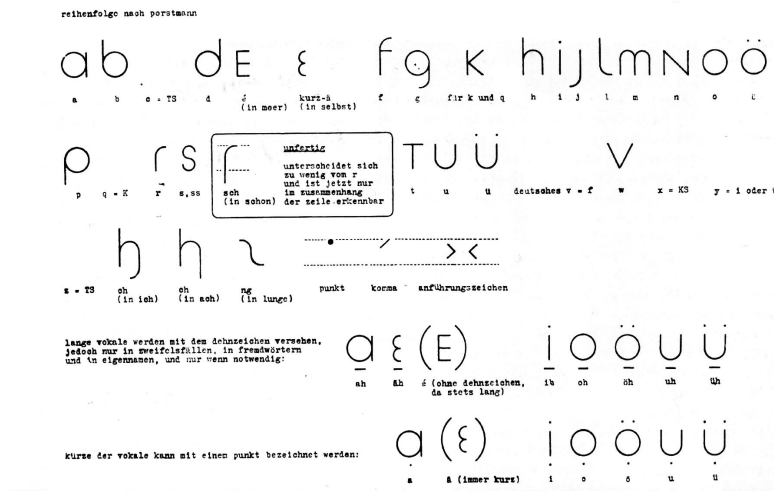 reihenfolge nach porstmann
a b d E ε f g K h i j l m N O Ö
a b c = TS d é kurz-ä f g für k und q h i j l m n o ö
(in meer) (in selbst)
p r S ſ T U Ü V
unfertig
unterscheidet sich
zu wenig vom r
und ist jetzt nur
im zusammenhang
der zeile erkennbar
p q = K r s,ss sch t u ü deutsches v = f w x = KS y = i oder
(in schon)
z = TS ch ch ng punkt komma anführungszeichen
(in ich) (in ach) (in lunge)
lange vokale werden mit dem dehnzeichen versehen,
jedoch nur in zweifelsfällen, in fremdwörtern
und in eigennamen, und nur wenn notwendig:
a ε (E) i o ö u ü
ah äh é (ohne dehnzeichen, ih oh öh uh üh
da stets lang)
kürze der vokale kann mit einem punkt bezeichnet werden:
a (ε) i o ö u ü
a ä (immer kurz) i o ö u ü